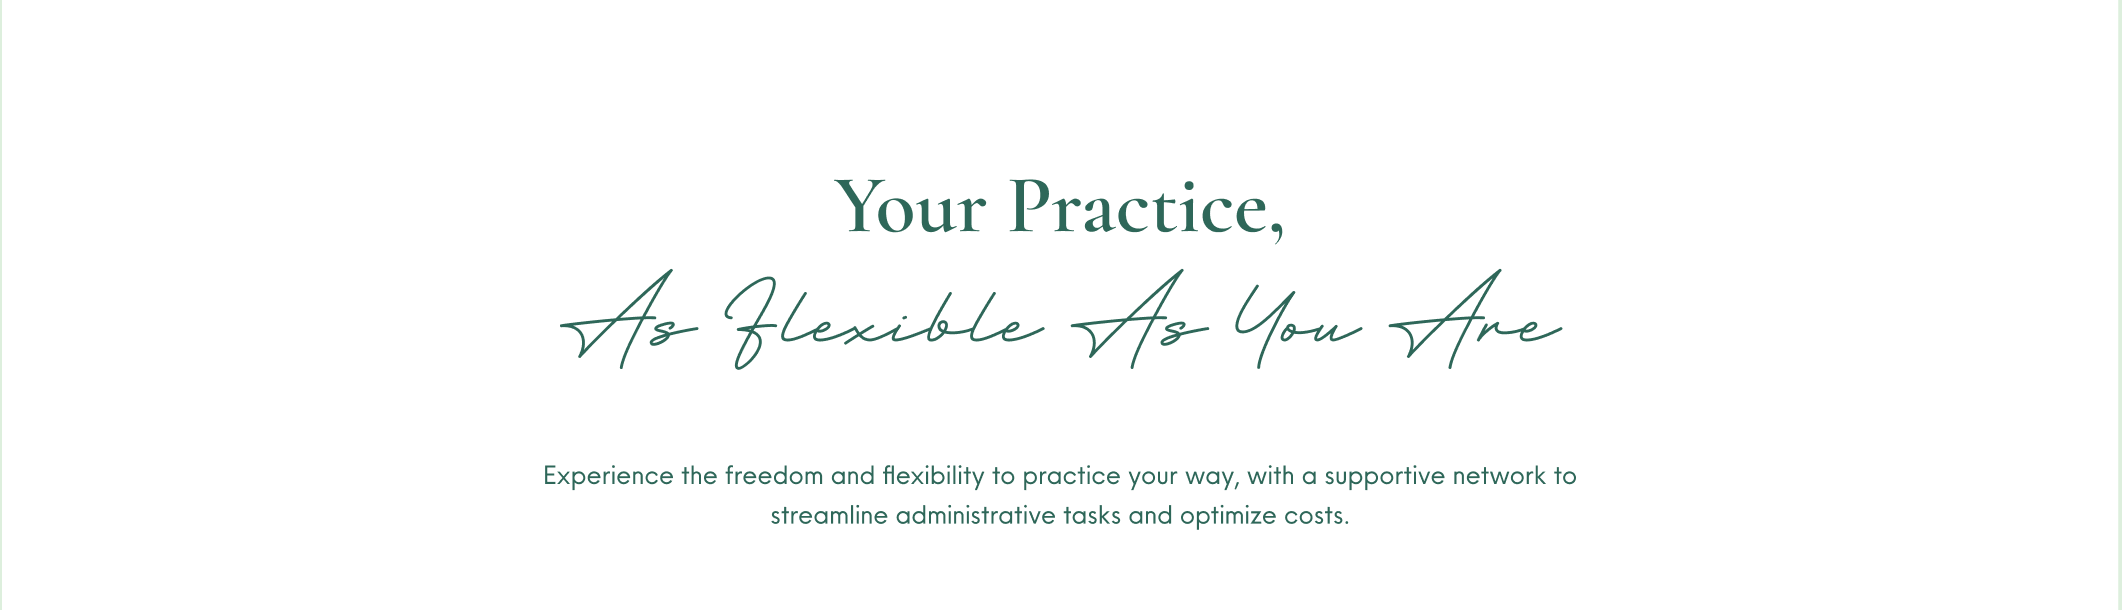 Your Practice,
As Flexible As You Are
Experience the freedom and flexibility to practice your way, with a supportive network to
streamline administrative tasks and optimize costs.